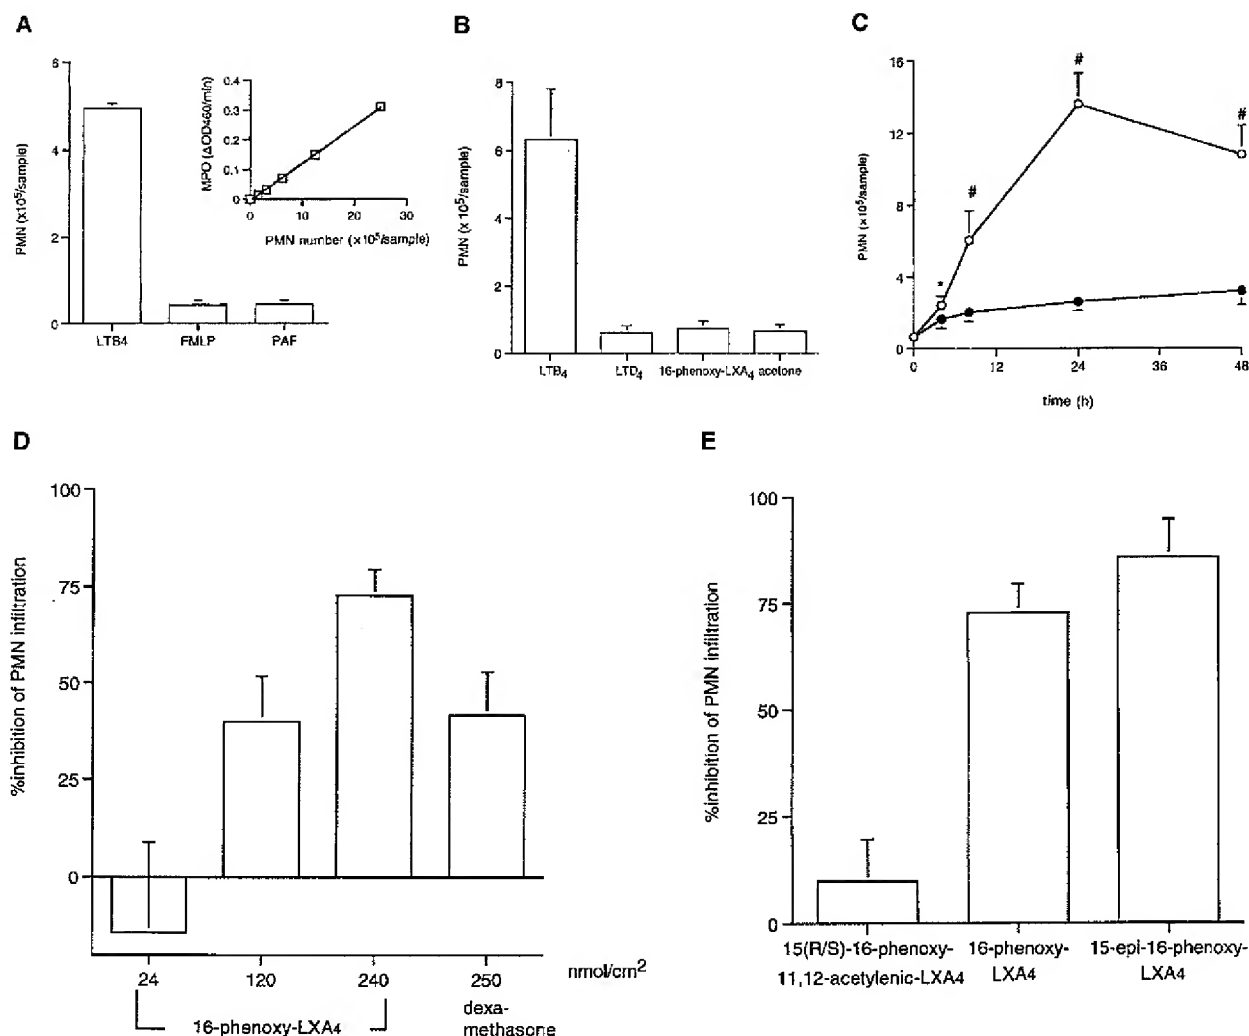 A
PMN (x10⁵/sample)
6
4
2
0
LTB4 FMLP PAF
MPO (ΔOD460/min)
0.4
0.3
0.2
0.1
0
0 10 20 30
PMN number (×10⁵/sample)
B
PMN (x 10⁵/sample)
8
6
4
2
0
LTB₄ LTD₄ 16-phenoxy-LXA₄ acetone
C
PMN (×10⁵/sample)
16
12
8
4
0
* # # #
0 12 24 36 48
time (h)
D
%inhibition of PMN infiltration
100
75
50
25
0
24 120 240 250 nmol/cm²
16-phenoxy-LXA4
dexa-
methasone
E
%inhibition of PMN infiltration
100
75
50
25
0
15(R/S)-16-phenoxy- 16-phenoxy- 15-epi-16-phenoxy-
11,12-acetylenic-LXA4 LXA4 LXA4